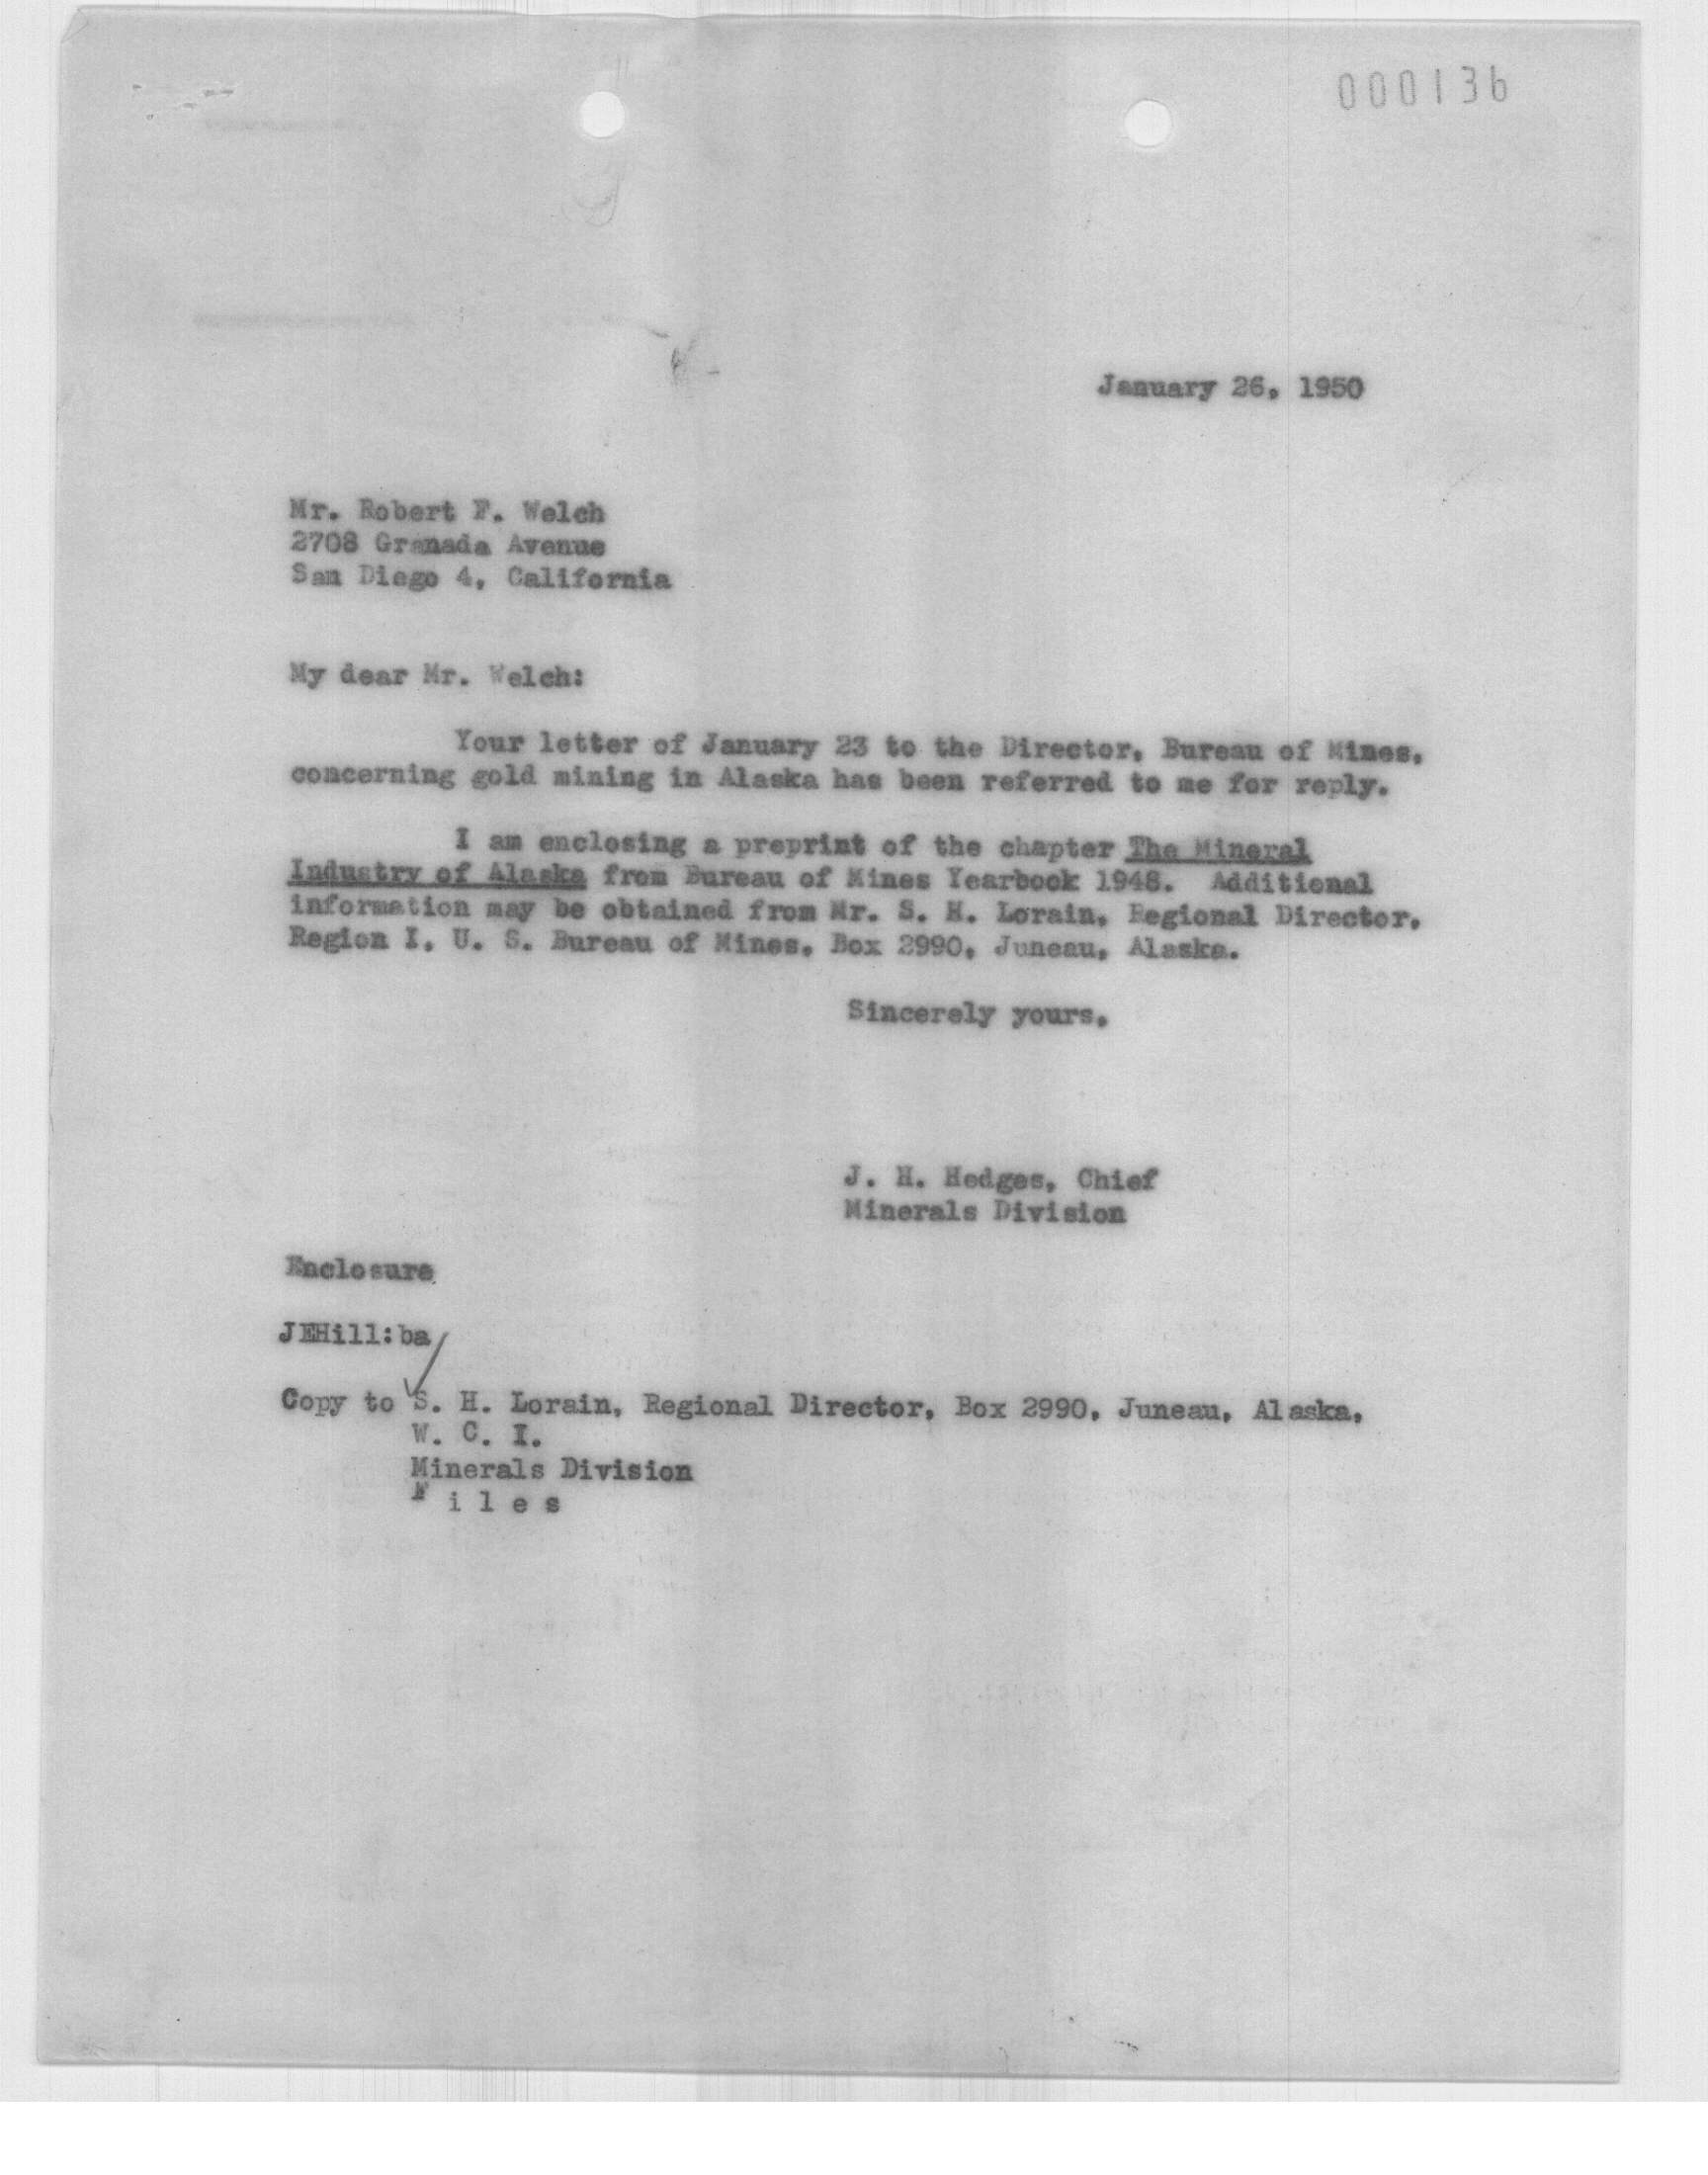 000136
January 26, 1950
Mr. Robert F. Welch
2708 Granada Avenue
San Diego 4, California
My dear Mr. Welch:
Your letter of January 23 to the Director, Bureau of Mines,
concerning gold mining in Alaska has been referred to me for reply.
I am enclosing a preprint of the chapter The Mineral
Industry of Alaska from Bureau of Mines Yearbook 1948. Additional
information may be obtained from Mr. S. H. Lorain, Regional Director,
Region I, U. S. Bureau of Mines, Box 2990, Juneau, Alaska.
Sincerely yours,
J. H. Hedges, Chief
Minerals Division
Enclosure
JEHill:ba
Copy to S. H. Lorain, Regional Director, Box 2990, Juneau, Alaska,
W. C. I.
Minerals Division
F i l e s